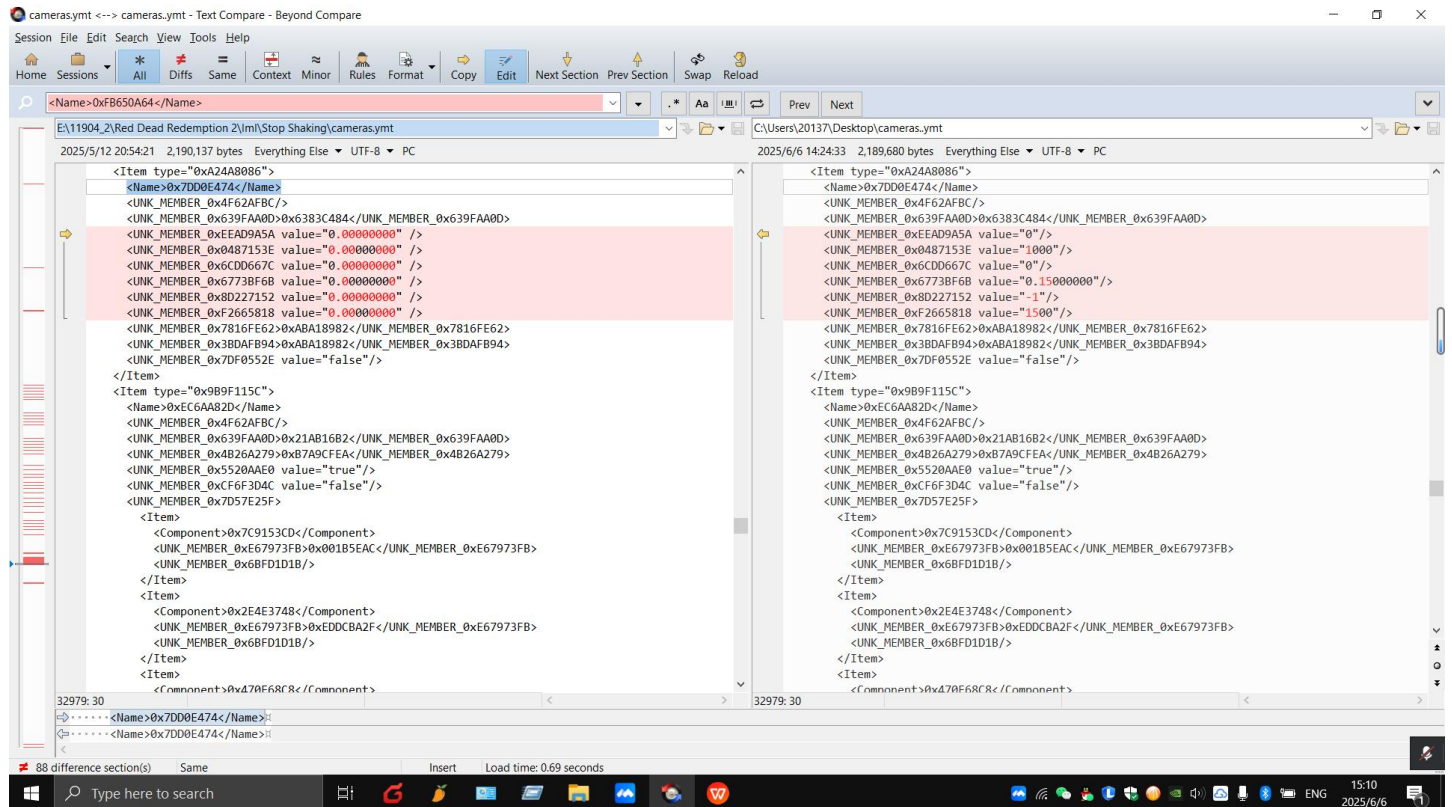 cameras.ymt <--> cameras..ymt - Text Compare - Beyond Compare
Session File Edit Search View Tools Help
Home Sessions All Diffs Same Context Minor Rules Format Copy Edit Next Section Prev Section Swap Reload
<Name>0xFB650A64</Name> .* Aa Prev Next
E:\11904_2\Red Dead Redemption 2\lml\Stop Shaking\cameras.ymt
2025/5/12 20:54:21 2,190,137 bytes Everything Else UTF-8 PC
<Item type="0xA24A8086">
<Name>0x7DD0E474</Name>
<UNK_MEMBER_0x4F62AFBC/>
<UNK_MEMBER_0x639FAA0D>0x6383C484</UNK_MEMBER_0x639FAA0D>
<UNK_MEMBER_0xEEAD9A5A value="0.00000000" />
<UNK_MEMBER_0x0487153E value="0.00000000" />
<UNK_MEMBER_0x6CDD667C value="0.00000000" />
<UNK_MEMBER_0x6773BF6B value="0.00000000" />
<UNK_MEMBER_0x8D227152 value="0.00000000" />
<UNK_MEMBER_0xF2665818 value="0.00000000" />
<UNK_MEMBER_0x7816FE62>0xABA18982</UNK_MEMBER_0x7816FE62>
<UNK_MEMBER_0x3BDAFB94>0xABA18982</UNK_MEMBER_0x3BDAFB94>
<UNK_MEMBER_0x7DF0552E value="false"/>
</Item>
<Item type="0x9B9F115C">
<Name>0xEC6AA82D</Name>
<UNK_MEMBER_0x4F62AFBC/>
<UNK_MEMBER_0x639FAA0D>0x21AB16B2</UNK_MEMBER_0x639FAA0D>
<UNK_MEMBER_0x4B26A279>0xB7A9CFEA</UNK_MEMBER_0x4B26A279>
<UNK_MEMBER_0x5520AAE0 value="true"/>
<UNK_MEMBER_0xCF6F3D4C value="false"/>
<UNK_MEMBER_0x7D57E25F>
<Item>
<Component>0x7C9153CD</Component>
<UNK_MEMBER_0xE67973FB>0x001B5EAC</UNK_MEMBER_0xE67973FB>
<UNK_MEMBER_0x6BFD1D1B/>
</Item>
<Item>
<Component>0x2E4E3748</Component>
<UNK_MEMBER_0xE67973FB>0xEDDCBA2F</UNK_MEMBER_0xE67973FB>
<UNK_MEMBER_0x6BFD1D1B/>
</Item>
<Item>
<Component>0x470F68C8</Component>
32979: 30
C:\Users\20137\Desktop\cameras..ymt
2025/6/6 14:24:33 2,189,680 bytes Everything Else UTF-8 PC
<Item type="0xA24A8086">
<Name>0x7DD0E474</Name>
<UNK_MEMBER_0x4F62AFBC/>
<UNK_MEMBER_0x639FAA0D>0x6383C484</UNK_MEMBER_0x639FAA0D>
<UNK_MEMBER_0xEEAD9A5A value="0"/>
<UNK_MEMBER_0x0487153E value="1000"/>
<UNK_MEMBER_0x6CDD667C value="0"/>
<UNK_MEMBER_0x6773BF6B value="0.15000000"/>
<UNK_MEMBER_0x8D227152 value="-1"/>
<UNK_MEMBER_0xF2665818 value="1500"/>
<UNK_MEMBER_0x7816FE62>0xABA18982</UNK_MEMBER_0x7816FE62>
<UNK_MEMBER_0x3BDAFB94>0xABA18982</UNK_MEMBER_0x3BDAFB94>
<UNK_MEMBER_0x7DF0552E value="false"/>
</Item>
<Item type="0x9B9F115C">
<Name>0xEC6AA82D</Name>
<UNK_MEMBER_0x4F62AFBC/>
<UNK_MEMBER_0x639FAA0D>0x21AB16B2</UNK_MEMBER_0x639FAA0D>
<UNK_MEMBER_0x4B26A279>0xB7A9CFEA</UNK_MEMBER_0x4B26A279>
<UNK_MEMBER_0x5520AAE0 value="true"/>
<UNK_MEMBER_0xCF6F3D4C value="false"/>
<UNK_MEMBER_0x7D57E25F>
<Item>
<Component>0x7C9153CD</Component>
<UNK_MEMBER_0xE67973FB>0x001B5EAC</UNK_MEMBER_0xE67973FB>
<UNK_MEMBER_0x6BFD1D1B/>
</Item>
<Item>
<Component>0x2E4E3748</Component>
<UNK_MEMBER_0xE67973FB>0xEDDCBA2F</UNK_MEMBER_0xE67973FB>
<UNK_MEMBER_0x6BFD1D1B/>
</Item>
<Item>
<Component>0x470F68C8</Component>
32979: 30
<Name>0x7DD0E474</Name>
<Name>0x7DD0E474</Name>
88 difference section(s) Same Insert Load time: 0.69 seconds
Type here to search
ENG
15:10
2025/6/6